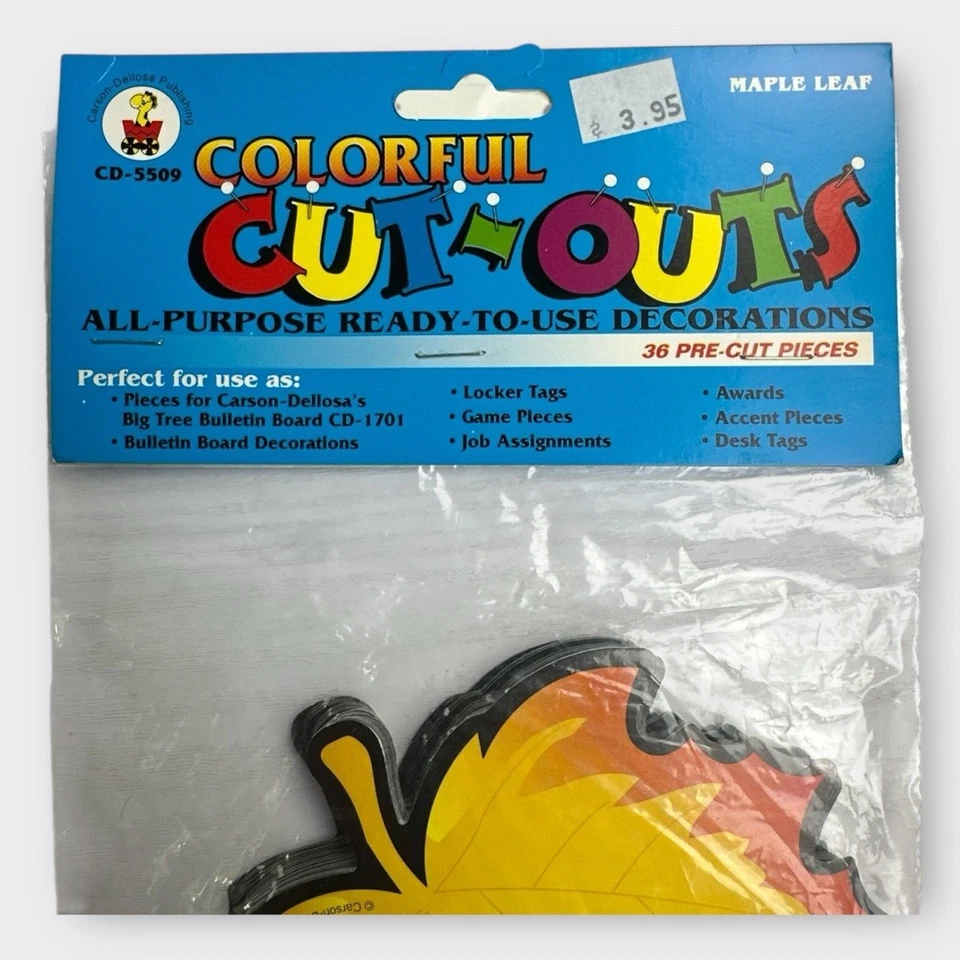 Carson-Dellosa Publishing
CD-5509
$ 3.95
MAPLE LEAF
COLORFUL
CUT-OUTS
ALL-PURPOSE READY-TO-USE DECORATIONS
36 PRE-CUT PIECES
Perfect for use as:
• Pieces for Carson-Dellosa's
Big Tree Bulletin Board CD-1701
• Bulletin Board Decorations
• Locker Tags
• Game Pieces
• Job Assignments
• Awards
• Accent Pieces
• Desk Tags
© Carson-D